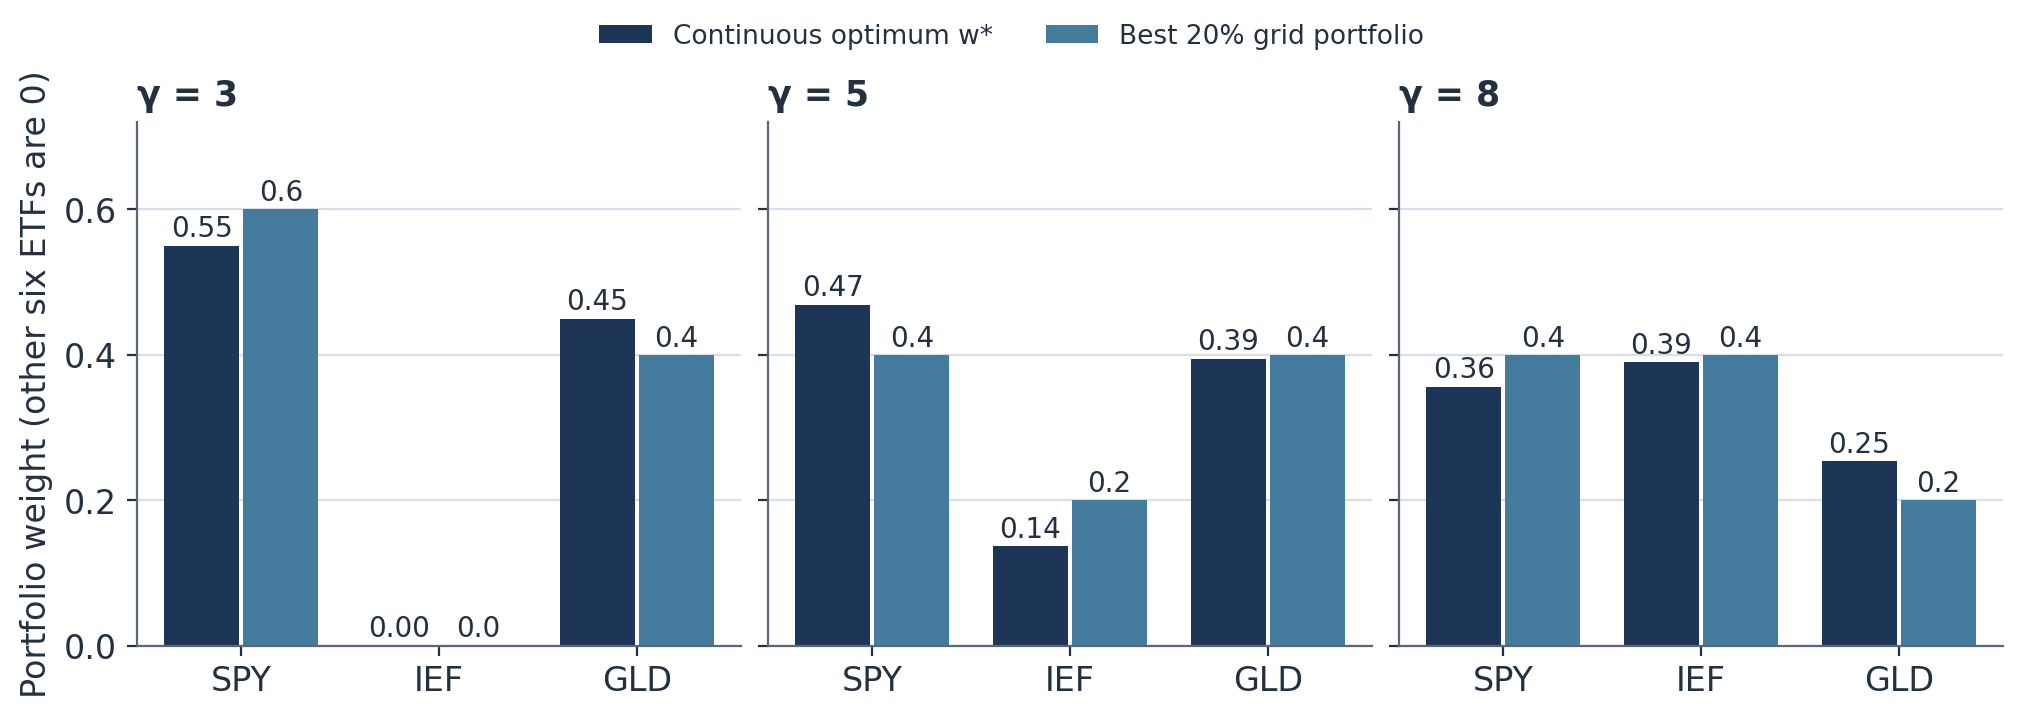 Continuous optimum w*
Best 20% grid portfolio
Portfolio weight (other six ETFs are 0)
γ = 3
0.6
0.4
0.2
0.0
0.55
0.6
0.00
0.0
0.45
0.4
SPY
IEF
GLD
γ = 5
0.47
0.4
0.14
0.2
0.39
0.4
SPY
IEF
GLD
γ = 8
0.36
0.4
0.39
0.4
0.25
0.2
SPY
IEF
GLD